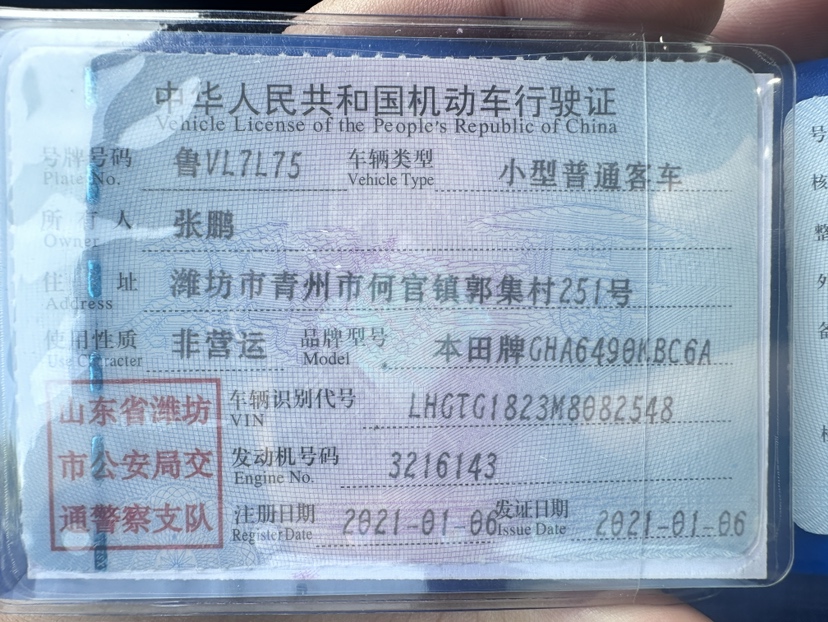 中华人民共和国机动车行驶证
Vehicle License of the People's Republic of China
号牌号码 鲁VL7L75 车辆类型 小型普通客车
Plate No. Vehicle Type
所有人 张鹏
Owner
住址 潍坊市青州市何官镇郭集村251号
Address
使用性质 非营运 品牌型号 本田牌GHA6490KBC6A
Use Character Model
山东省潍坊
市公安局交
通警察支队
车辆识别代号 LHGTG1823M8082548
VIN
发动机号码 3216143
Engine No.
注册日期 2021-01-06 发证日期 2021-01-06
Register Date Issue Date
号
核
整